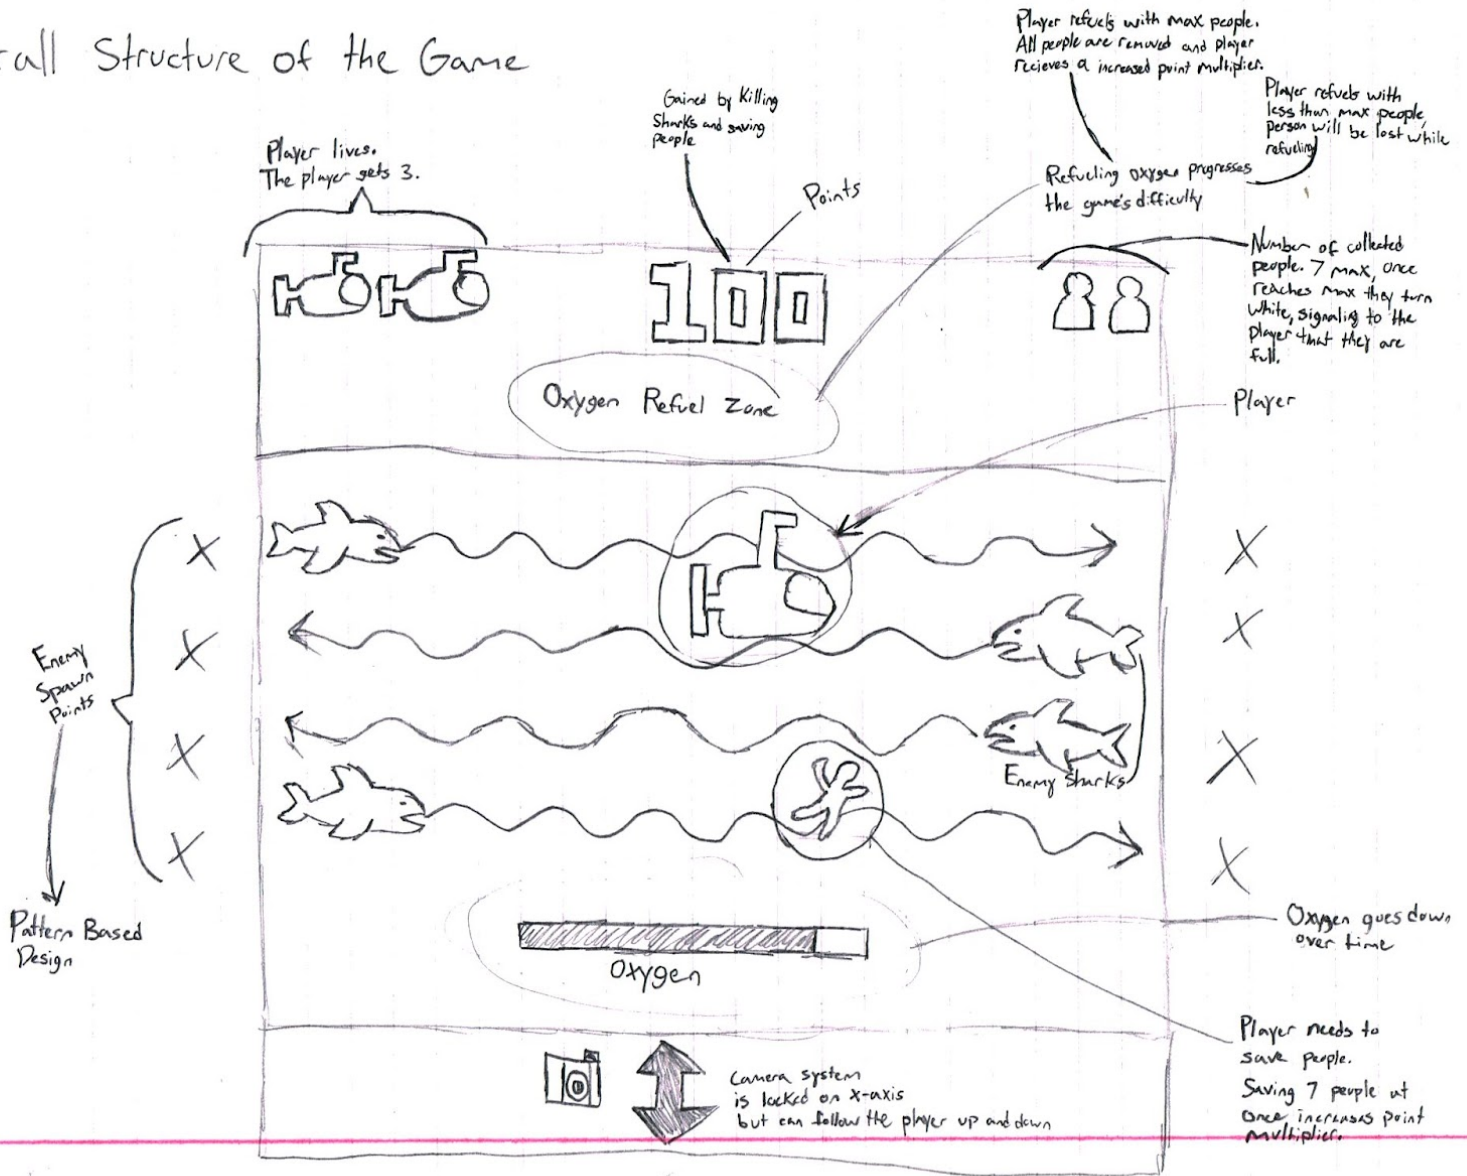 all Structure of the Game
Player refuels with max people.
All people are removed and player
recieves a increased point multiplier.
Player refuels with
less than max people,
person will be lost while
refueling
Gained by Killing
Sharks and saving
people
Player lives.
The player gets 3.
Points
Refueling oxygen progresses
the game's difficulty
Number of collected
people. 7 max, once
reaches max they turn
white, signaling to the
player that they are
full.
100
Oxygen Refuel Zone
Player
X
X
X
X
Enemy
Spawn
Points
X
X
X
X
Enemy Sharks
Pattern Based
Design
Oxygen
Oxygen goes down
over time
Player needs to
save people.
Saving 7 people at
once increases point
multiplier.
Camera system
is locked on x-axis
but can follow the player up and down